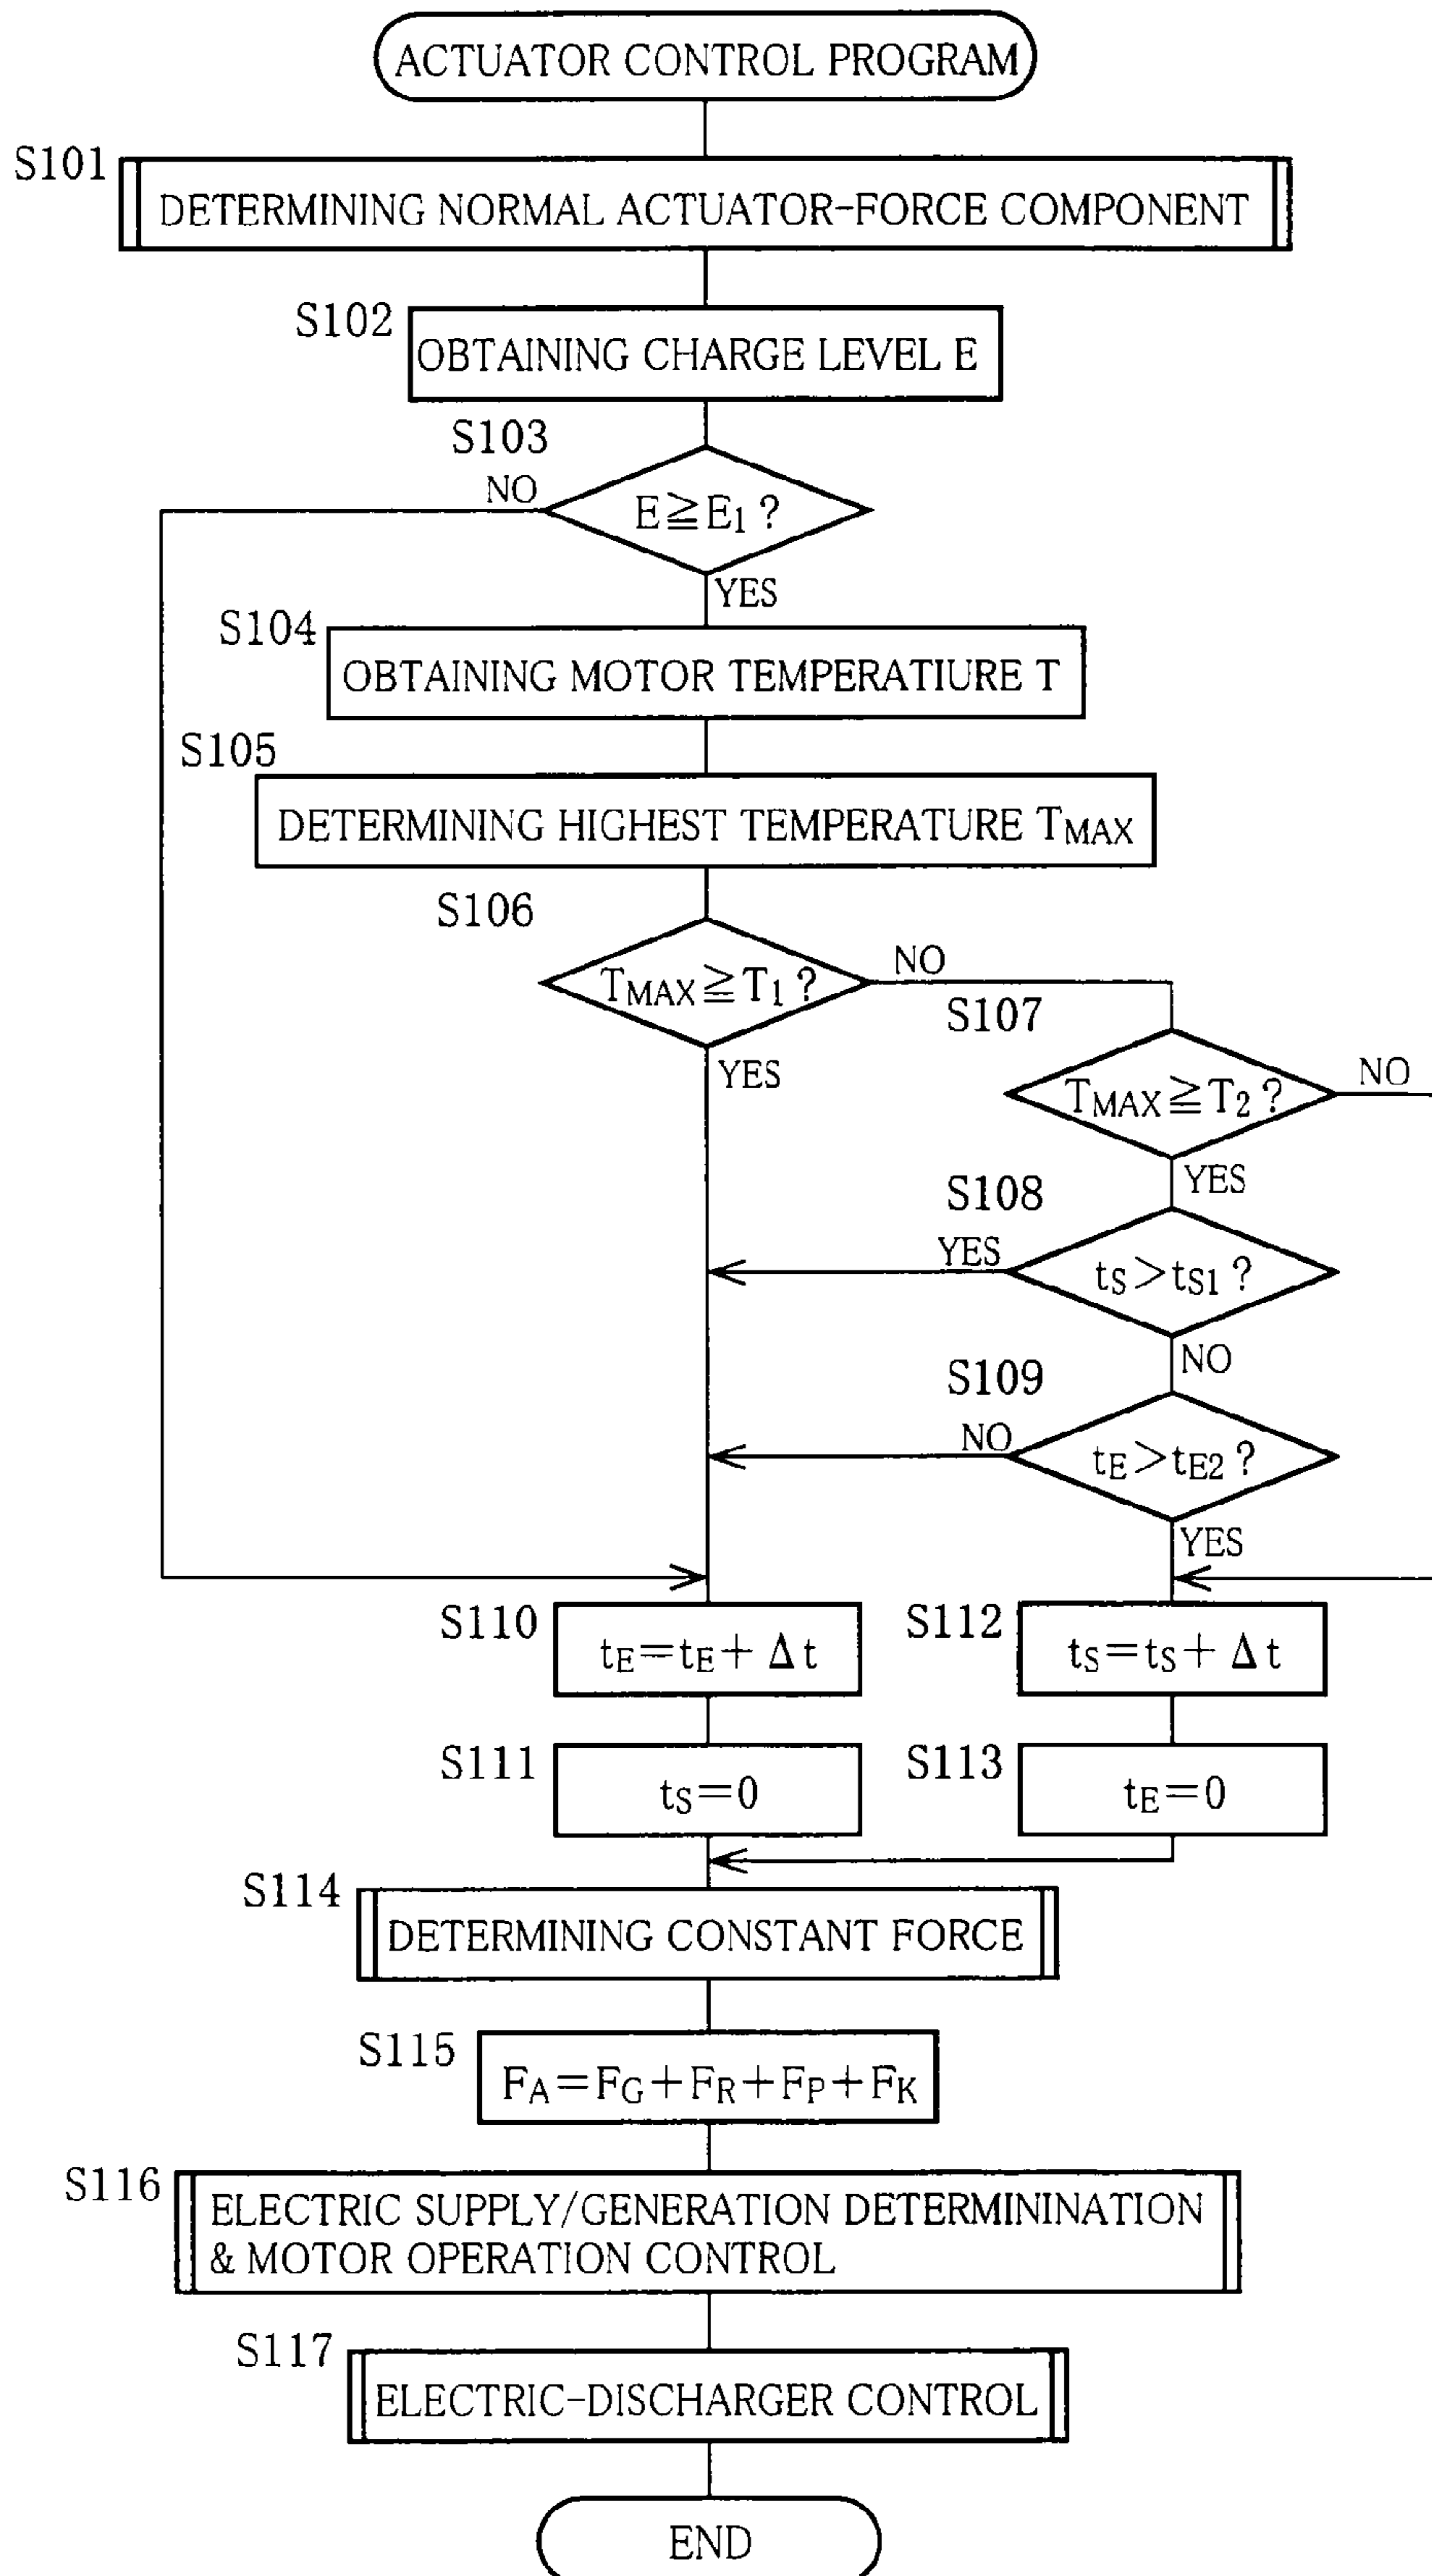 ACTUATOR CONTROL PROGRAM
S101
DETERMINING NORMAL ACTUATOR-FORCE COMPONENT
S102
OBTAINING CHARGE LEVEL E
S103
NO
E≧E1?
YES
S104
OBTAINING MOTOR TEMPERATIURE T
S105
DETERMINING HIGHEST TEMPERATURE TMAX
S106
TMAX≧T1?
NO
YES
S107
TMAX≧T2?
NO
YES
S108
YES
tS>tS1?
NO
S109
NO
tE>tE2?
YES
S110
tE=tE+Δt
S112
tS=tS+Δt
S111
tS=0
S113
tE=0
S114
DETERMINING CONSTANT FORCE
S115
FA=FG+FR+FP+FK
S116
ELECTRIC SUPPLY/GENERATION DETERMININATION
& MOTOR OPERATION CONTROL
S117
ELECTRIC-DISCHARGER CONTROL
END